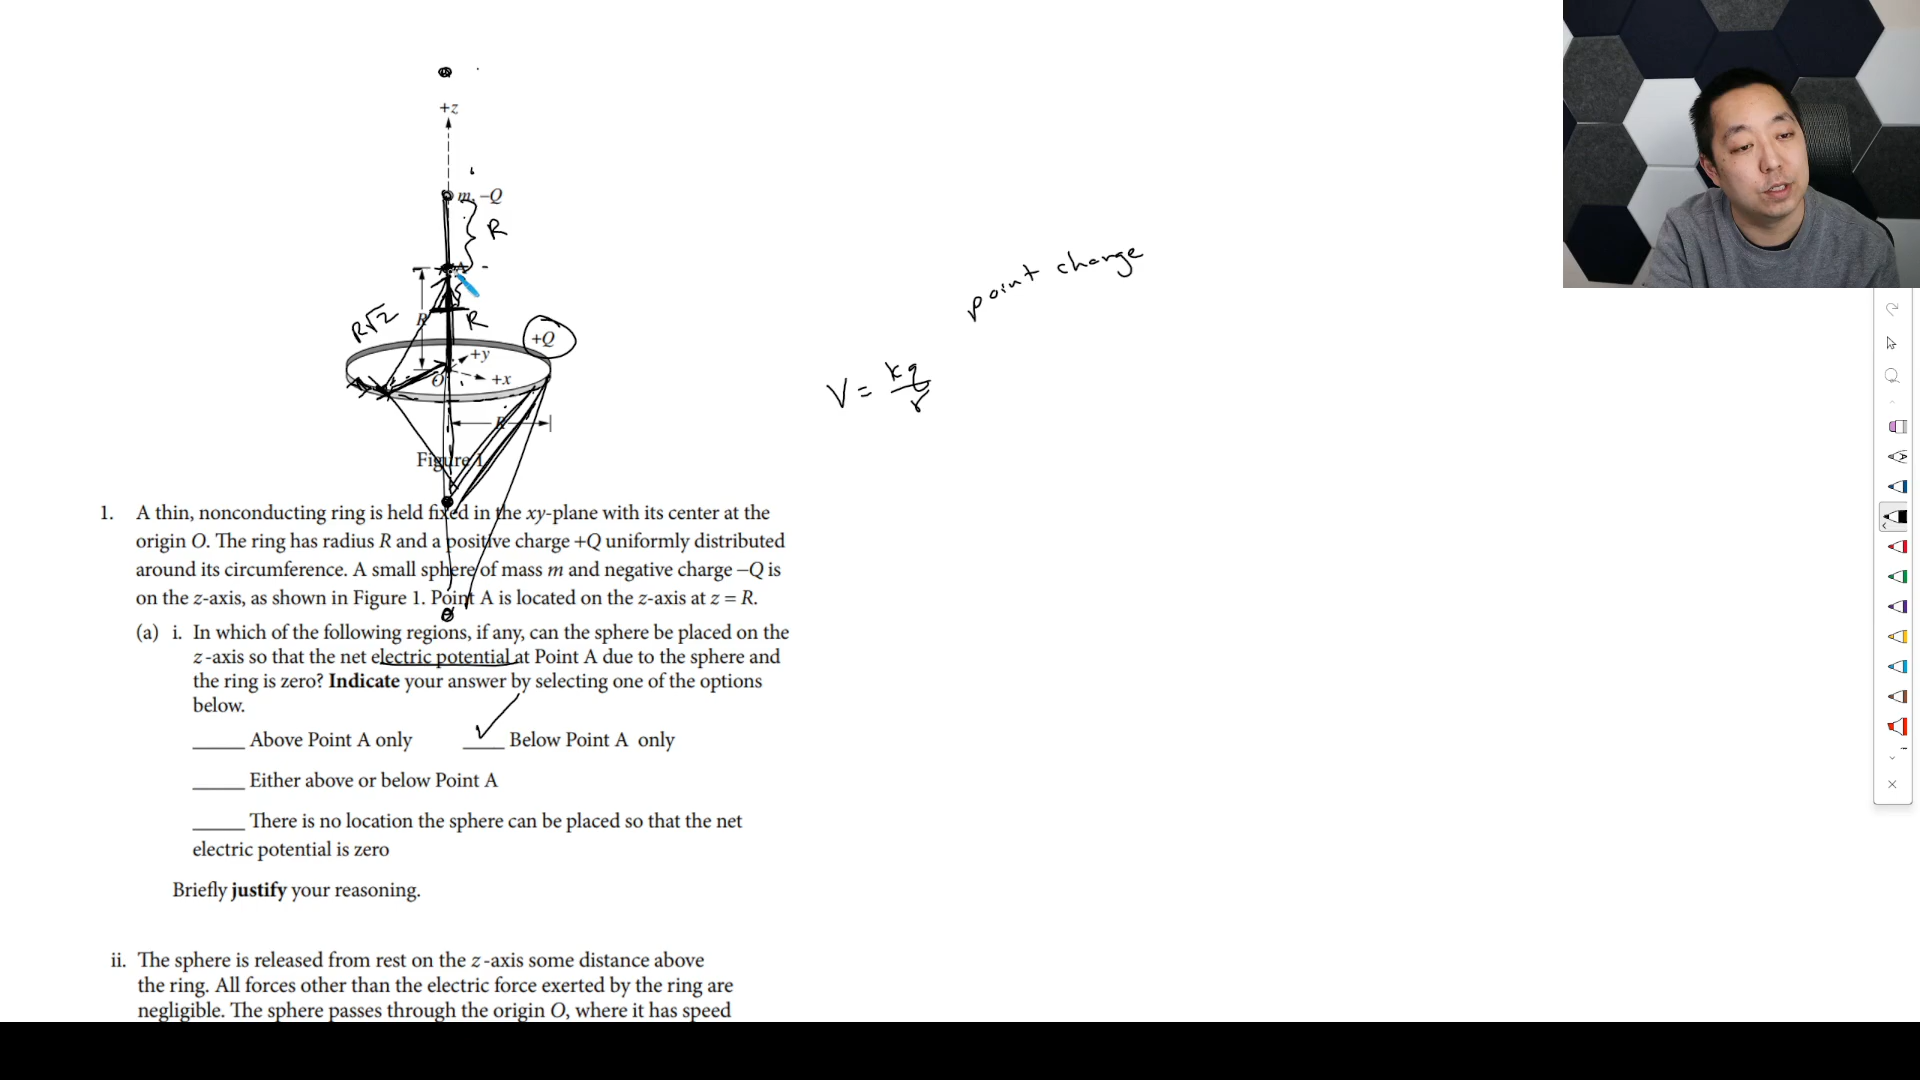 +z
m, −Q
R
R√2
R
R
+Q
+y
O
+x
R
Figure 1
point charge
V = kq/r
1. A thin, nonconducting ring is held fixed in the xy-plane with its center at the
origin O. The ring has radius R and a positive charge +Q uniformly distributed
around its circumference. A small sphere of mass m and negative charge −Q is
on the z-axis, as shown in Figure 1. Point A is located on the z-axis at z = R.
(a) i. In which of the following regions, if any, can the sphere be placed on the
z-axis so that the net electric potential at Point A due to the sphere and
the ring is zero? Indicate your answer by selecting one of the options
below.
_____ Above Point A only ____ Below Point A only
_____ Either above or below Point A
_____ There is no location the sphere can be placed so that the net
electric potential is zero
Briefly justify your reasoning.
ii. The sphere is released from rest on the z-axis some distance above
the ring. All forces other than the electric force exerted by the ring are
negligible. The sphere passes through the origin O, where it has speed